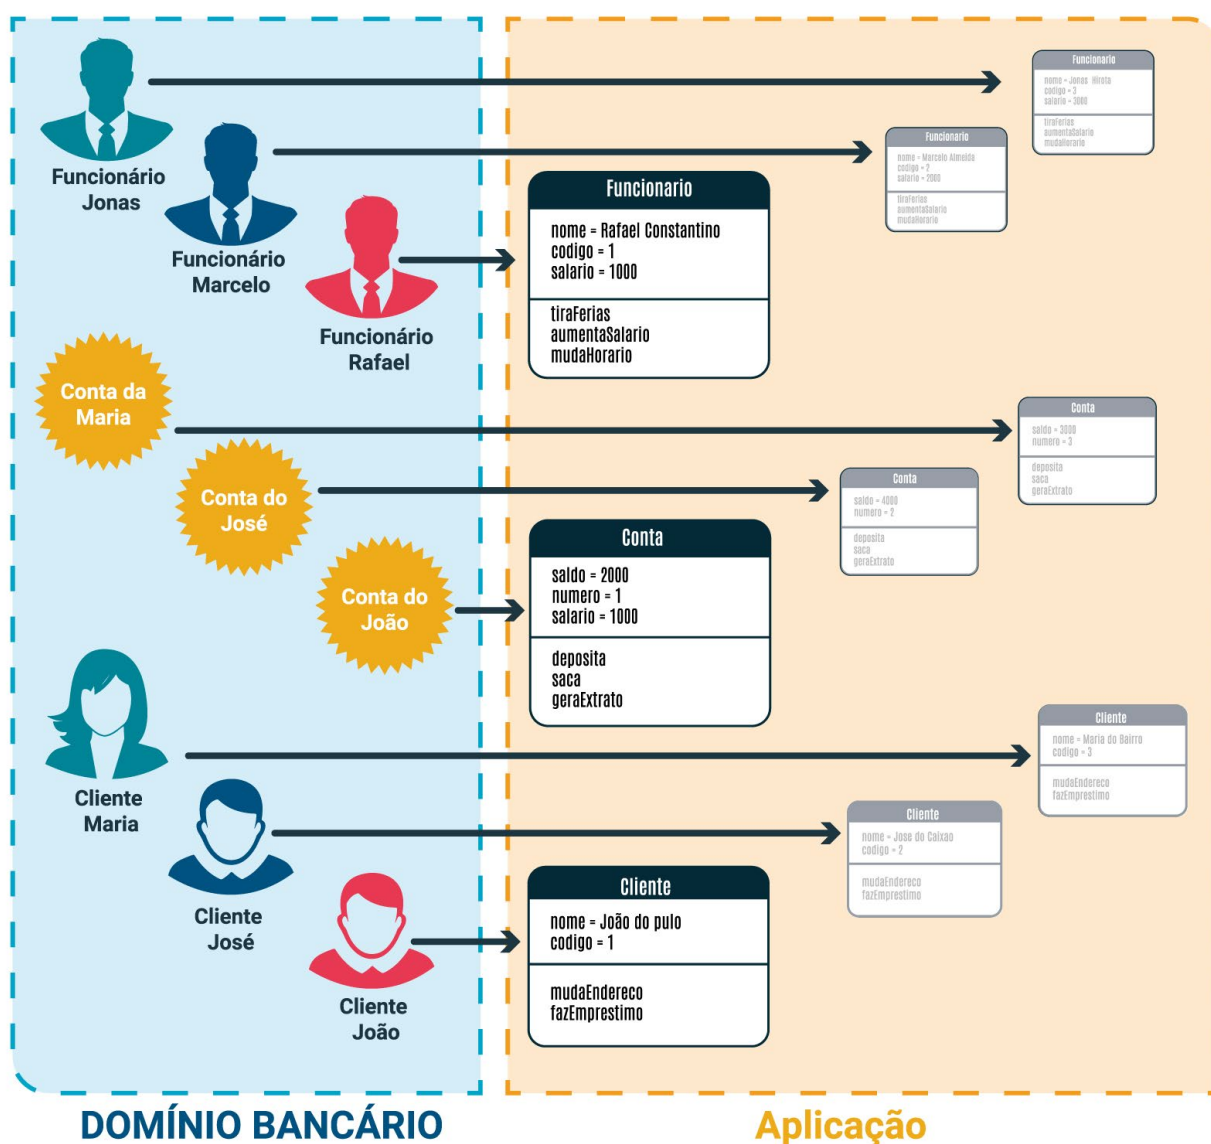 Funcionário
Jonas
Funcionário
Marcelo
Funcionário
Rafael
Conta da
Maria
Conta do
José
Conta do
João
Cliente
Maria
Cliente
José
Cliente
João
DOMÍNIO BANCÁRIO
Funcionario
nome = Jonas Hirota
codigo = 3
salario = 3000
tiraFerias
aumentaSalario
mudaHorario
Funcionario
nome = Marcelo Almeida
codigo = 2
salario = 2000
tiraFerias
aumentaSalario
mudaHorario
Funcionario
nome = Rafael Constantino
codigo = 1
salario = 1000
tiraFerias
aumentaSalario
mudaHorario
Conta
saldo = 3000
numero = 3
deposita
saca
geraExtrato
Conta
saldo = 4000
numero = 2
deposita
saca
geraExtrato
Conta
saldo = 2000
numero = 1
salario = 1000
deposita
saca
geraExtrato
Cliente
nome = Maria do Bairro
codigo = 3
mudaEndereco
fazEmprestimo
Cliente
nome = Jose do Caixao
codigo = 2
mudaEndereco
fazEmprestimo
Cliente
nome = João do pulo
codigo = 1
mudaEndereco
fazEmprestimo
Aplicação